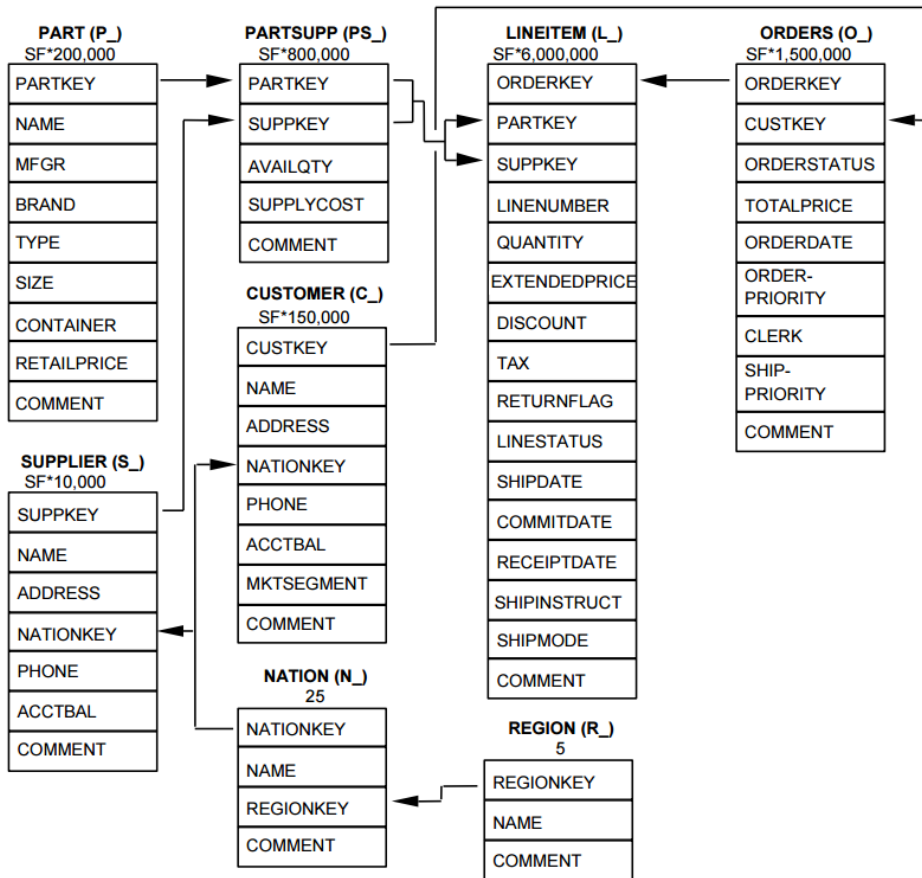 PART (P_)
SF*200,000
PARTKEY
NAME
MFGR
BRAND
TYPE
SIZE
CONTAINER
RETAILPRICE
COMMENT
SUPPLIER (S_)
SF*10,000
SUPPKEY
NAME
ADDRESS
NATIONKEY
PHONE
ACCTBAL
COMMENT
PARTSUPP (PS_)
SF*800,000
PARTKEY
SUPPKEY
AVAILQTY
SUPPLYCOST
COMMENT
CUSTOMER (C_)
SF*150,000
CUSTKEY
NAME
ADDRESS
NATIONKEY
PHONE
ACCTBAL
MKTSEGMENT
COMMENT
NATION (N_)
25
NATIONKEY
NAME
REGIONKEY
COMMENT
LINEITEM (L_)
SF*6,000,000
ORDERKEY
PARTKEY
SUPPKEY
LINENUMBER
QUANTITY
EXTENDEDPRICE
DISCOUNT
TAX
RETURNFLAG
LINESTATUS
SHIPDATE
COMMITDATE
RECEIPTDATE
SHIPINSTRUCT
SHIPMODE
COMMENT
REGION (R_)
5
REGIONKEY
NAME
COMMENT
ORDERS (O_)
SF*1,500,000
ORDERKEY
CUSTKEY
ORDERSTATUS
TOTALPRICE
ORDERDATE
ORDER-
PRIORITY
CLERK
SHIP-
PRIORITY
COMMENT